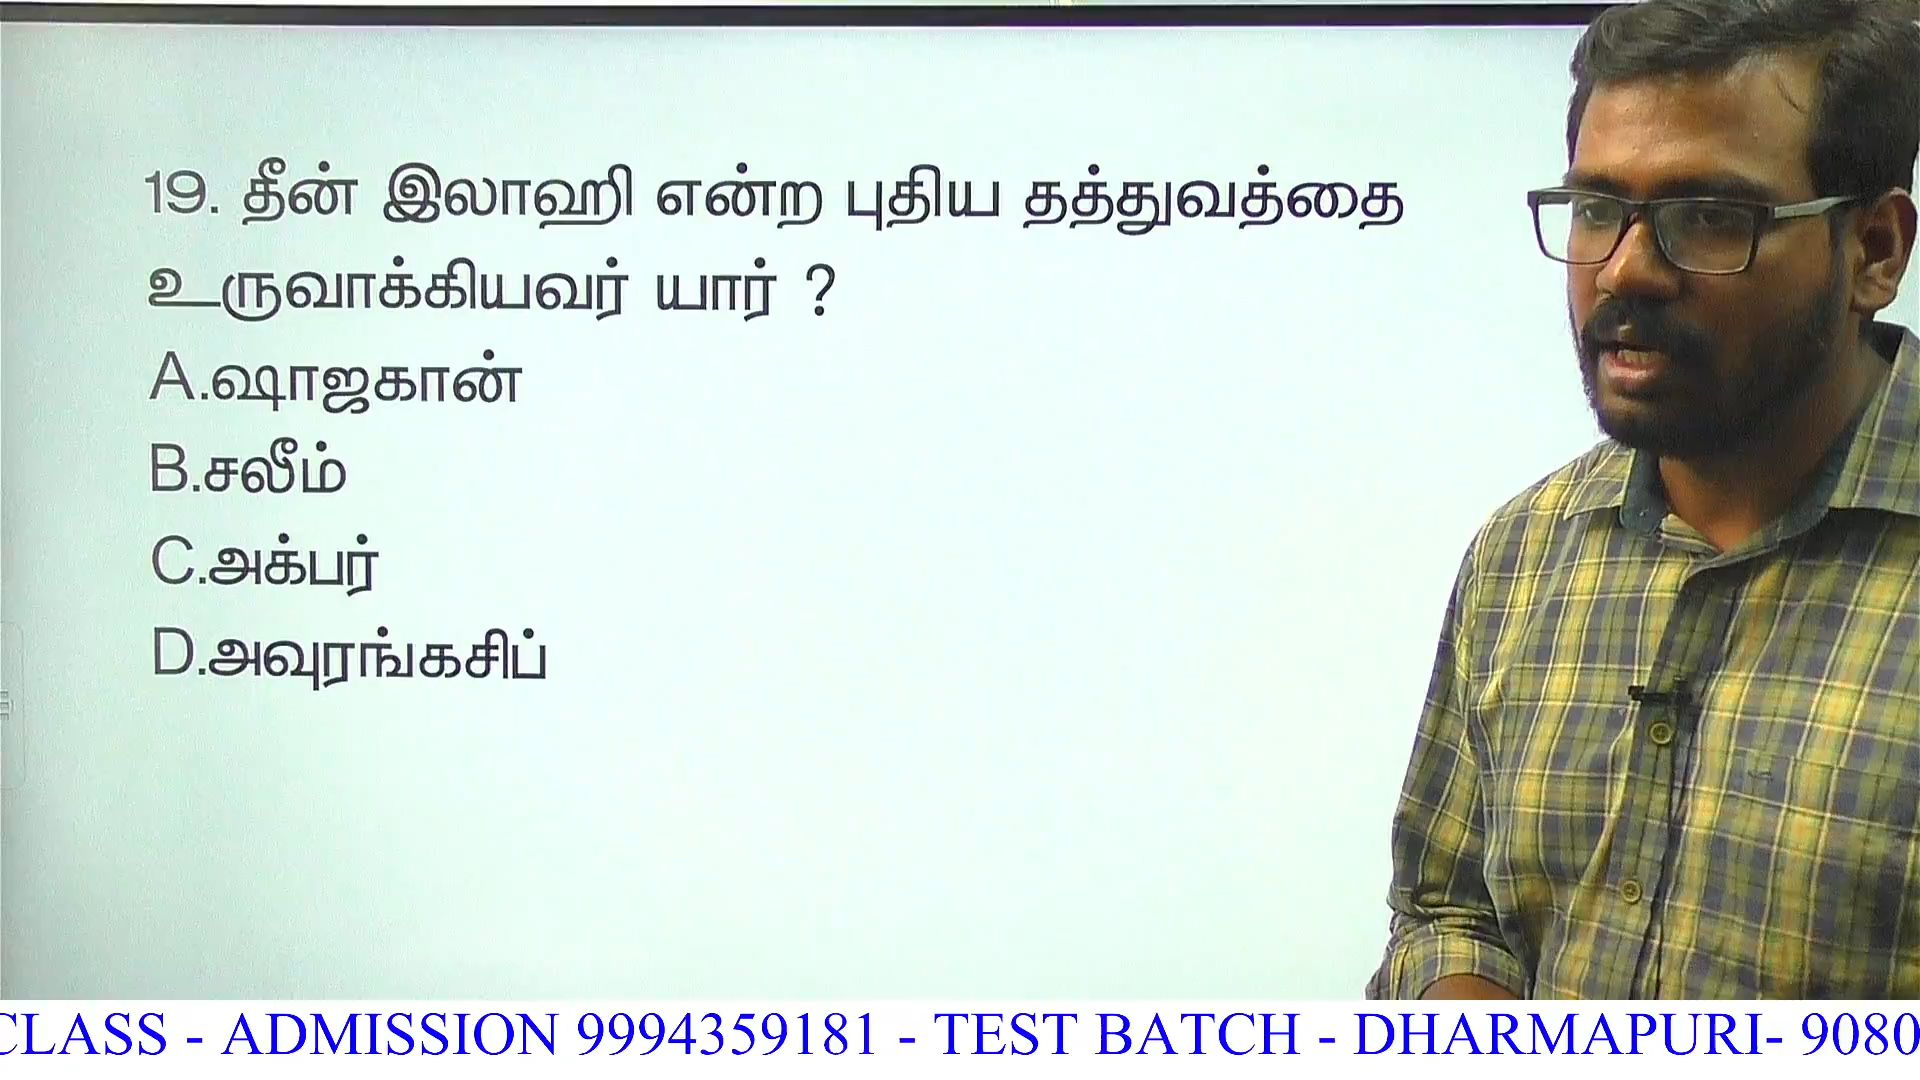 19. தீன் இலாஹி என்ற புதிய தத்துவத்தை
உருவாக்கியவர் யார் ?
A.ஷாஜகான்
B.சலீம்
C.அக்பர்
D.அவுரங்கசிப்
CLASS - ADMISSION 9994359181 - TEST BATCH - DHARMAPURI- 9080